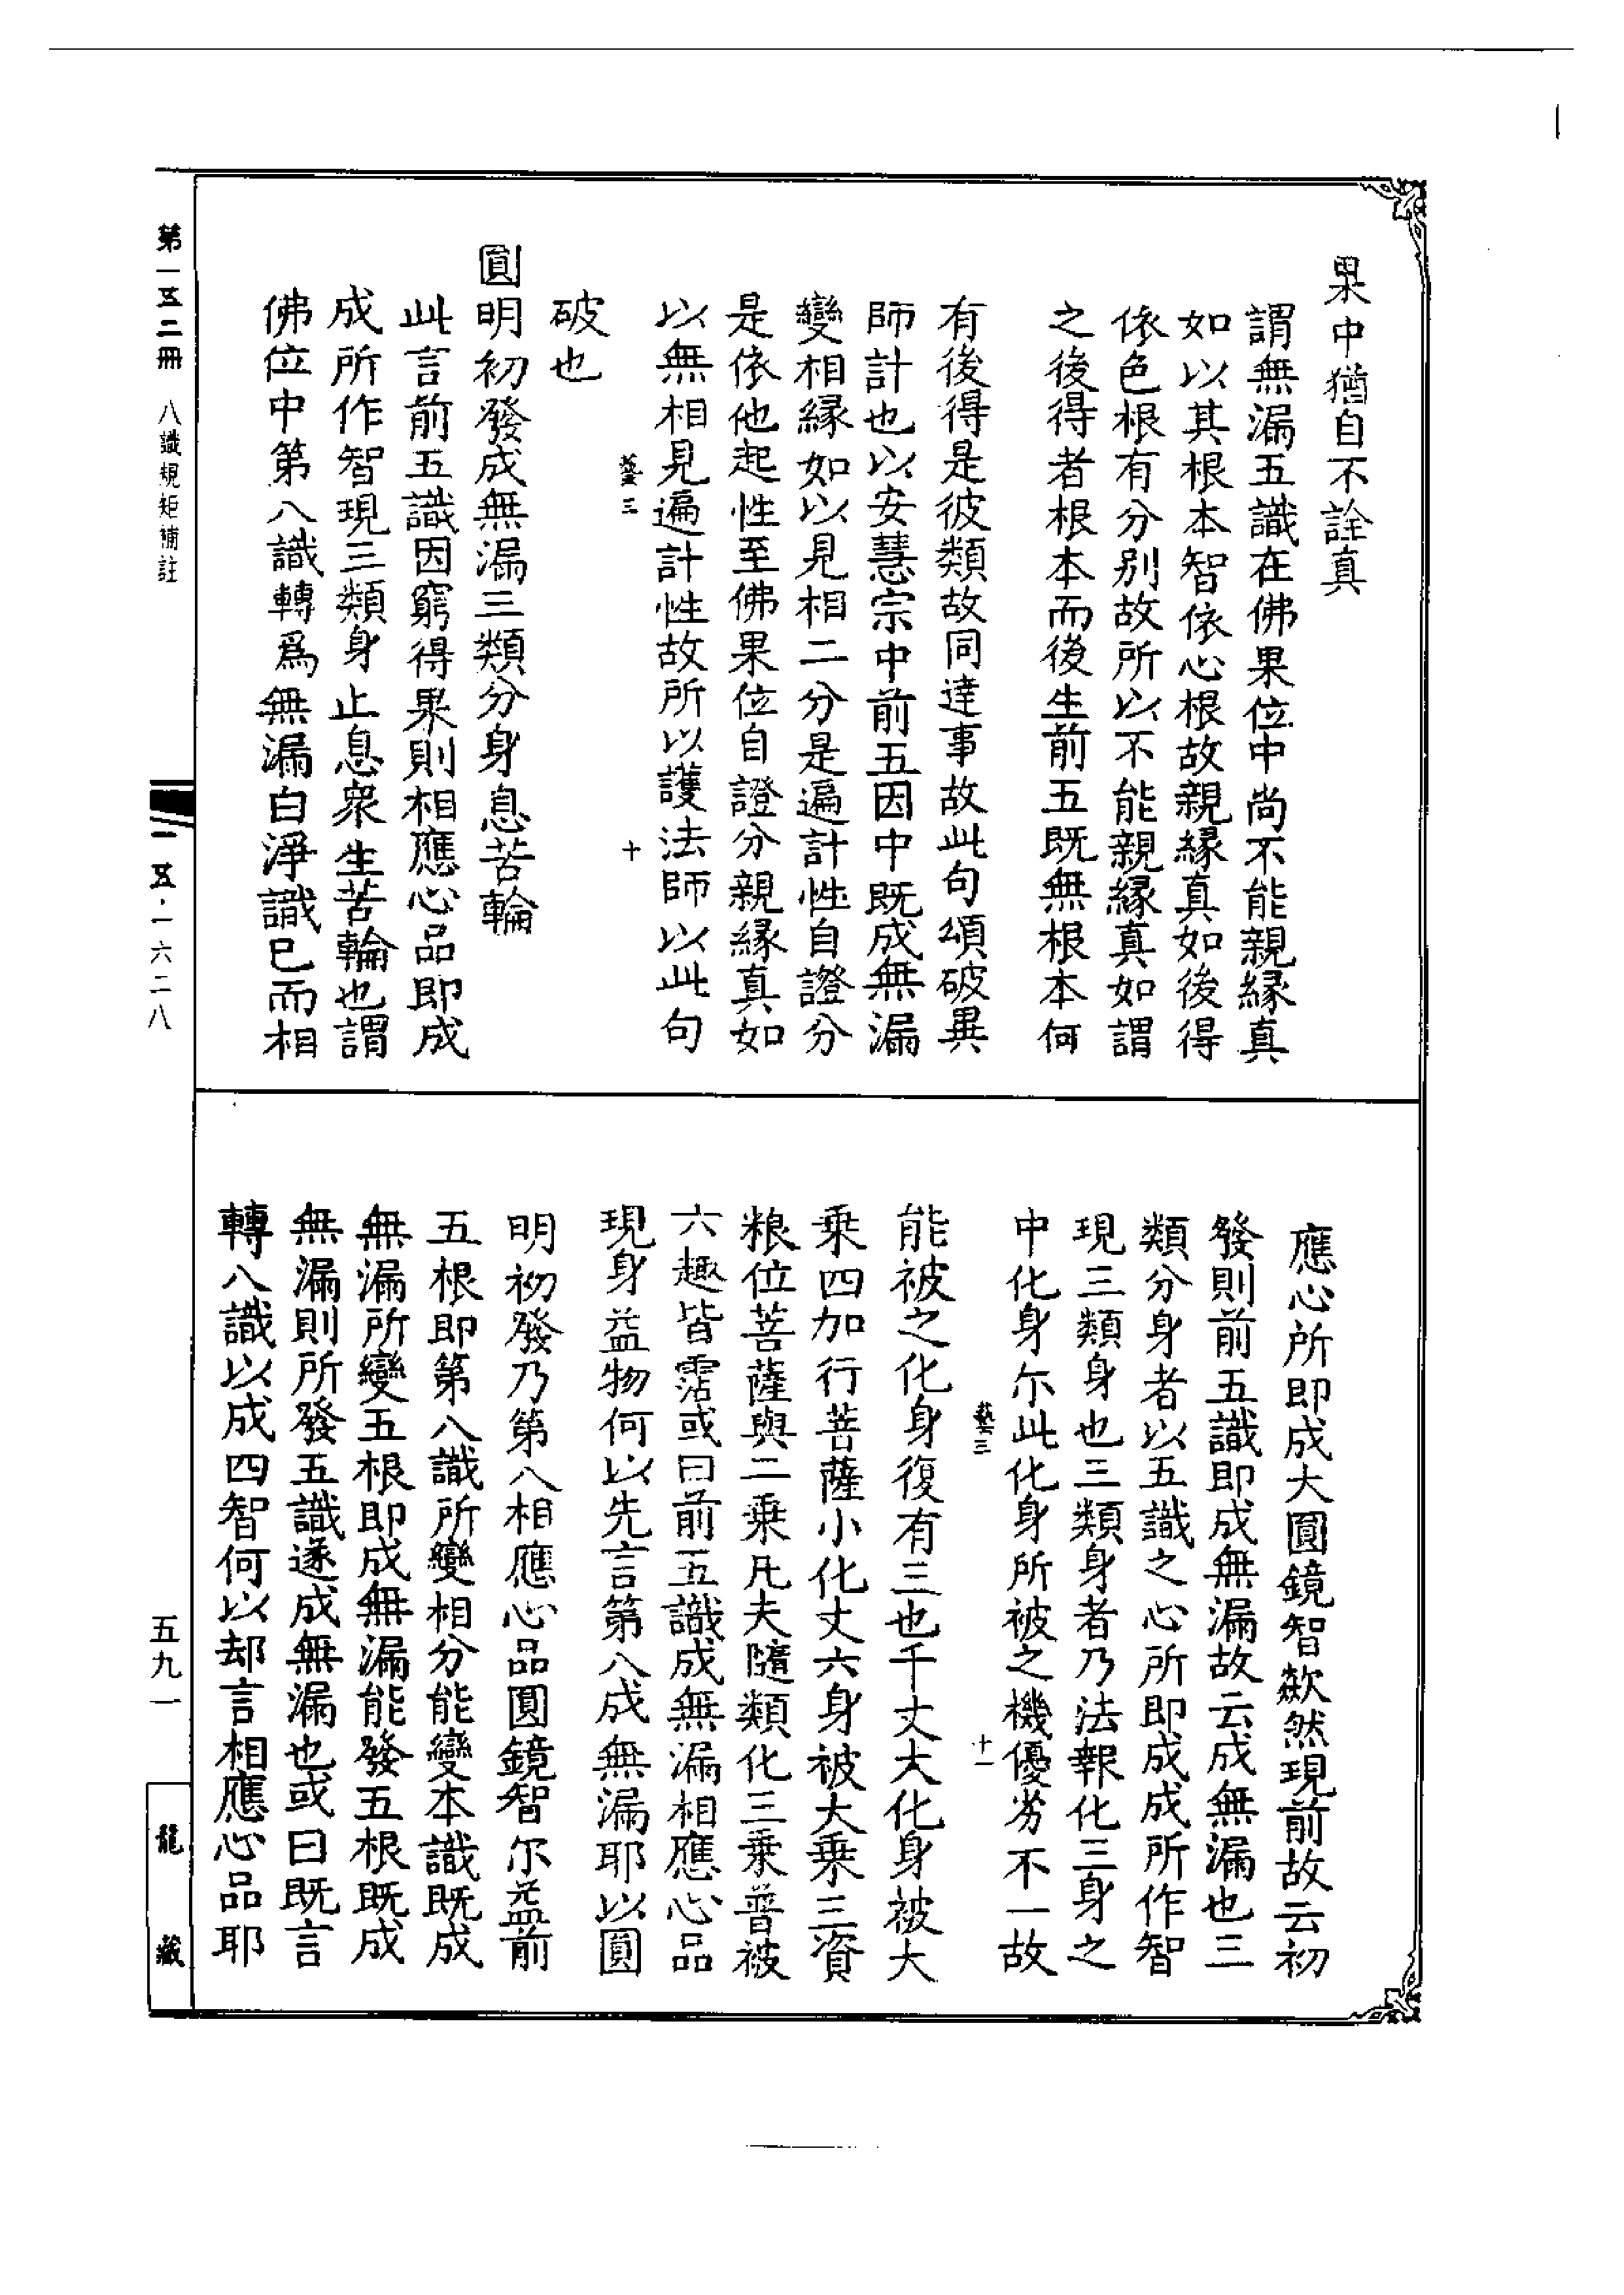 果中猶自不詮真
謂無漏五識在佛果位中尚不能親緣真
如以其根本智依心根故親緣真如後得
依色根有分别故所以不能親緣真如謂
之後得者根本而後生前五既無根本何
有後得是彼類故同達事故此句頌破異
師計也以安慧宗中前五因中既成無漏
變相緣如以見相二分是遍計性自證分
是依他起性至佛果位自證分親緣真如
以無相見遍計性故所以護法師以此句
藝三 十
破也
圓明初發成無漏三類分身息苦輪
此言前五識因窮得果則相應心品即成
成所作智現三類身止息衆生苦輪也謂
佛位中第八識轉爲無漏白淨識已而相
應心所即成大圓鏡智歘然現前故云初
發則前五識即成無漏故云成無漏也三
類分身者以五識之心所即成成所作智
現三類身也三類身者乃法報化三身之
中化身尓此化身所被之機優劣不一故
藝三 十一
能被之化身復有三也千丈大化身被大
乗四加行菩薩小化丈六身被大乗三資
粮位菩薩與二乗凡夫隨類化三乗普被
六趣皆霑或曰前五識成無漏相應心品
現身益物何以先言第八成無漏耶以圓
明初發乃第八相應心品圓鏡智尔益前
五根即第八識所變相分能變本識既成
無漏所變五根即成無漏能發五根既成
無漏則所發五識遂成無漏也或曰既言
轉八識以成四智何以却言相應心品耶
第一五二冊 八識規矩補註
一五·一六二八
五九一
龍藏